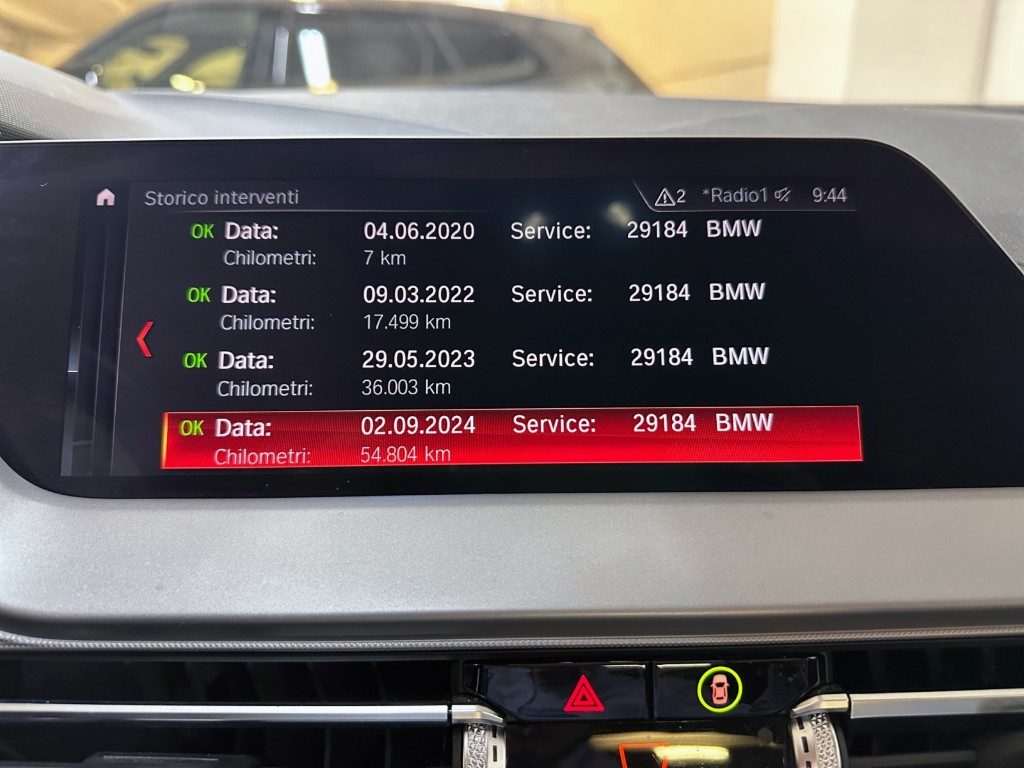 Storico interventi 2 *Radio1 9:44
OK Data: 04.06.2020 Service: 29184 BMW
Chilometri: 7 km
OK Data: 09.03.2022 Service: 29184 BMW
Chilometri: 17.499 km
OK Data: 29.05.2023 Service: 29184 BMW
Chilometri: 36.003 km
OK Data: 02.09.2024 Service: 29184 BMW
Chilometri: 54.804 km